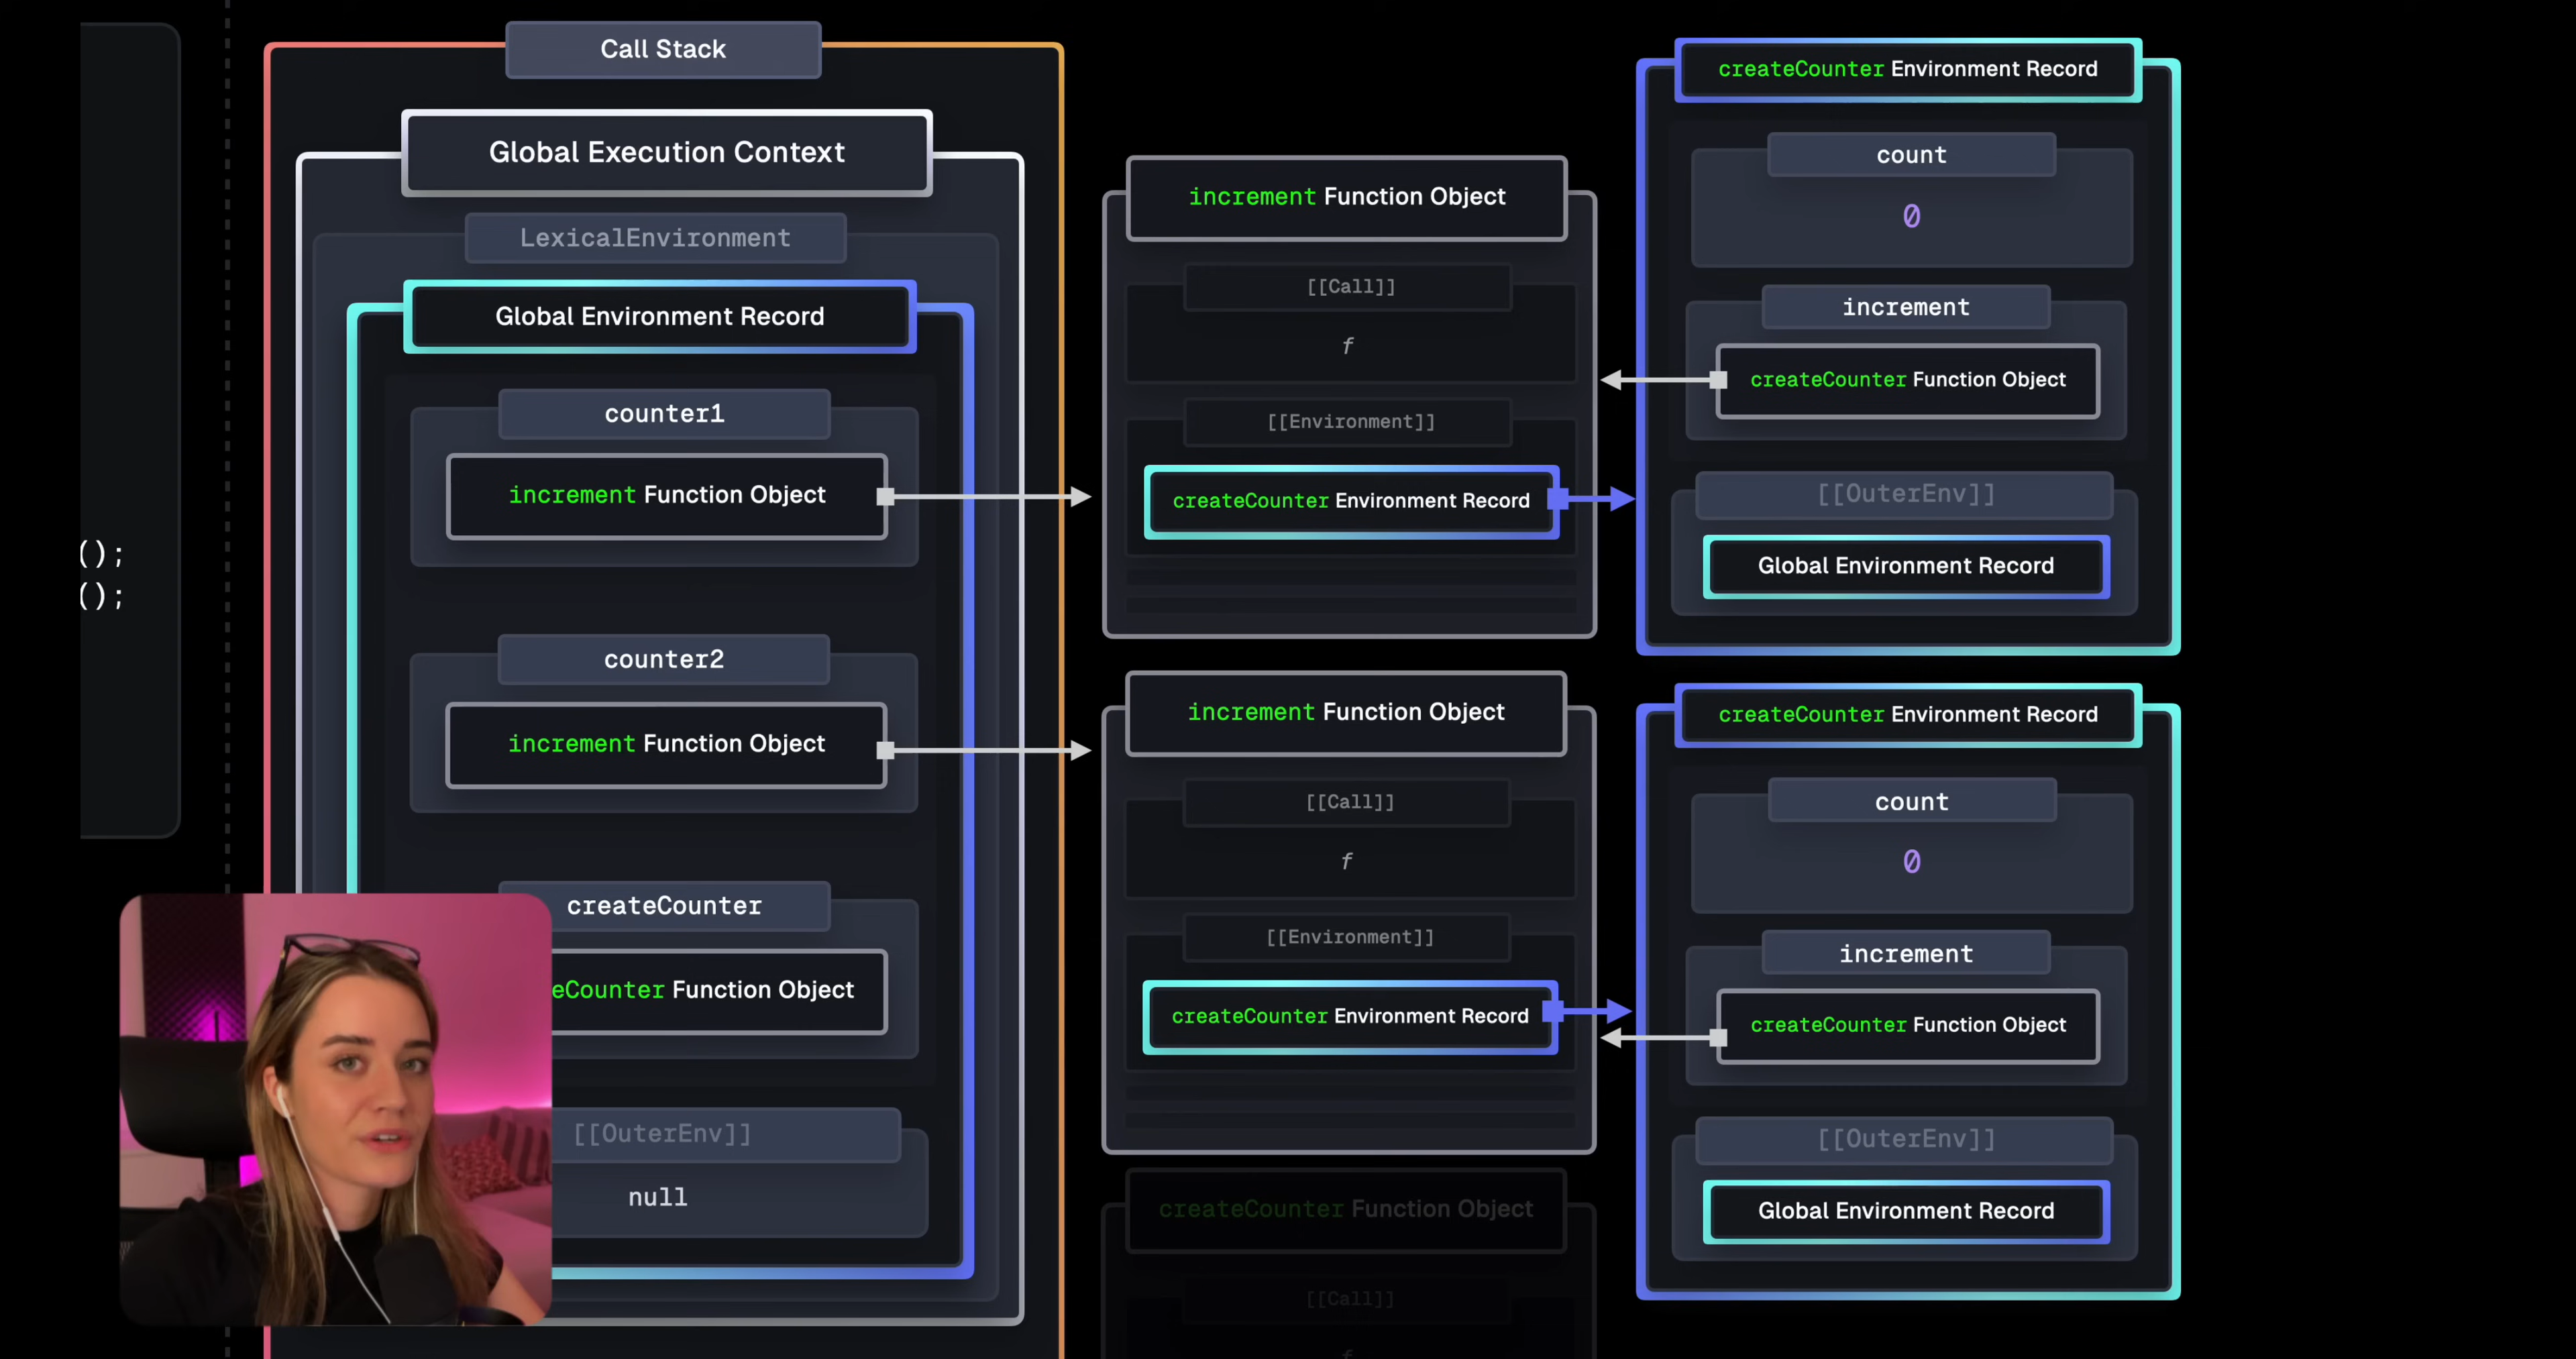 ();
();
Call Stack
Global Execution Context
LexicalEnvironment
Global Environment Record
counter1
increment Function Object
counter2
increment Function Object
createCounter
eCounter Function Object
[[OuterEnv]]
null
increment Function Object
[[Call]]
f
[[Environment]]
createCounter Environment Record
increment Function Object
[[Call]]
f
[[Environment]]
createCounter Environment Record
createCounter Function Object
[[Call]]
f
createCounter Environment Record
count
0
increment
createCounter Function Object
[[OuterEnv]]
Global Environment Record
createCounter Environment Record
count
0
increment
createCounter Function Object
[[OuterEnv]]
Global Environment Record